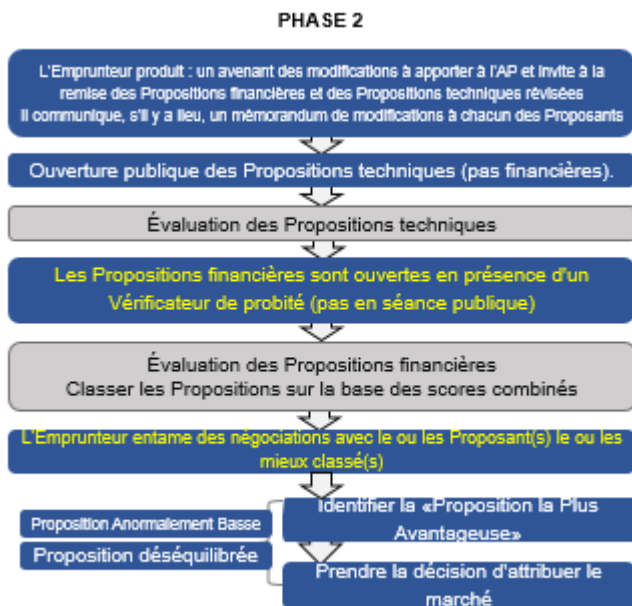 PHASE 2
L'Emprunteur produit : un avenant des modifications à apporter à l'AP et invite à la
remise des Propositions financières et des Propositions techniques révisées
Il communique, s'il y a lieu, un mémorandum de modifications à chacun des Proposants
Ouverture publique des Propositions techniques (pas financières).
Évaluation des Propositions techniques
Les Propositions financières sont ouvertes en présence d'un
Vérificateur de probité (pas en séance publique)
Évaluation des Propositions financières
Classer les Propositions sur la base des scores combinés
L'Emprunteur entame des négociations avec le ou les Proposant(s) le ou les
mieux classé(s)
Identifier la «Proposition la Plus
Avantageuse»
Proposition Anormalement Basse
Proposition déséquilibrée
Prendre la décision d'attribuer le
marché